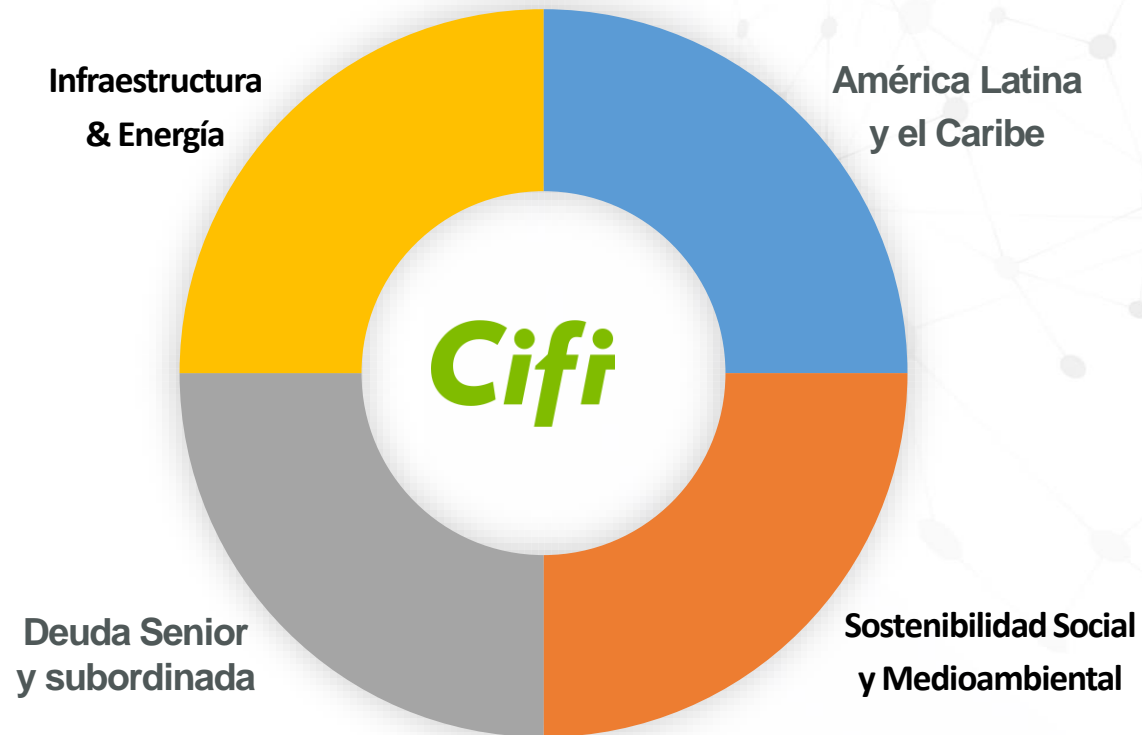 Infraestructura
& Energía
América Latina
y el Caribe
Cifi
Deuda Senior
y subordinada
Sostenibilidad Social
y Medioambiental